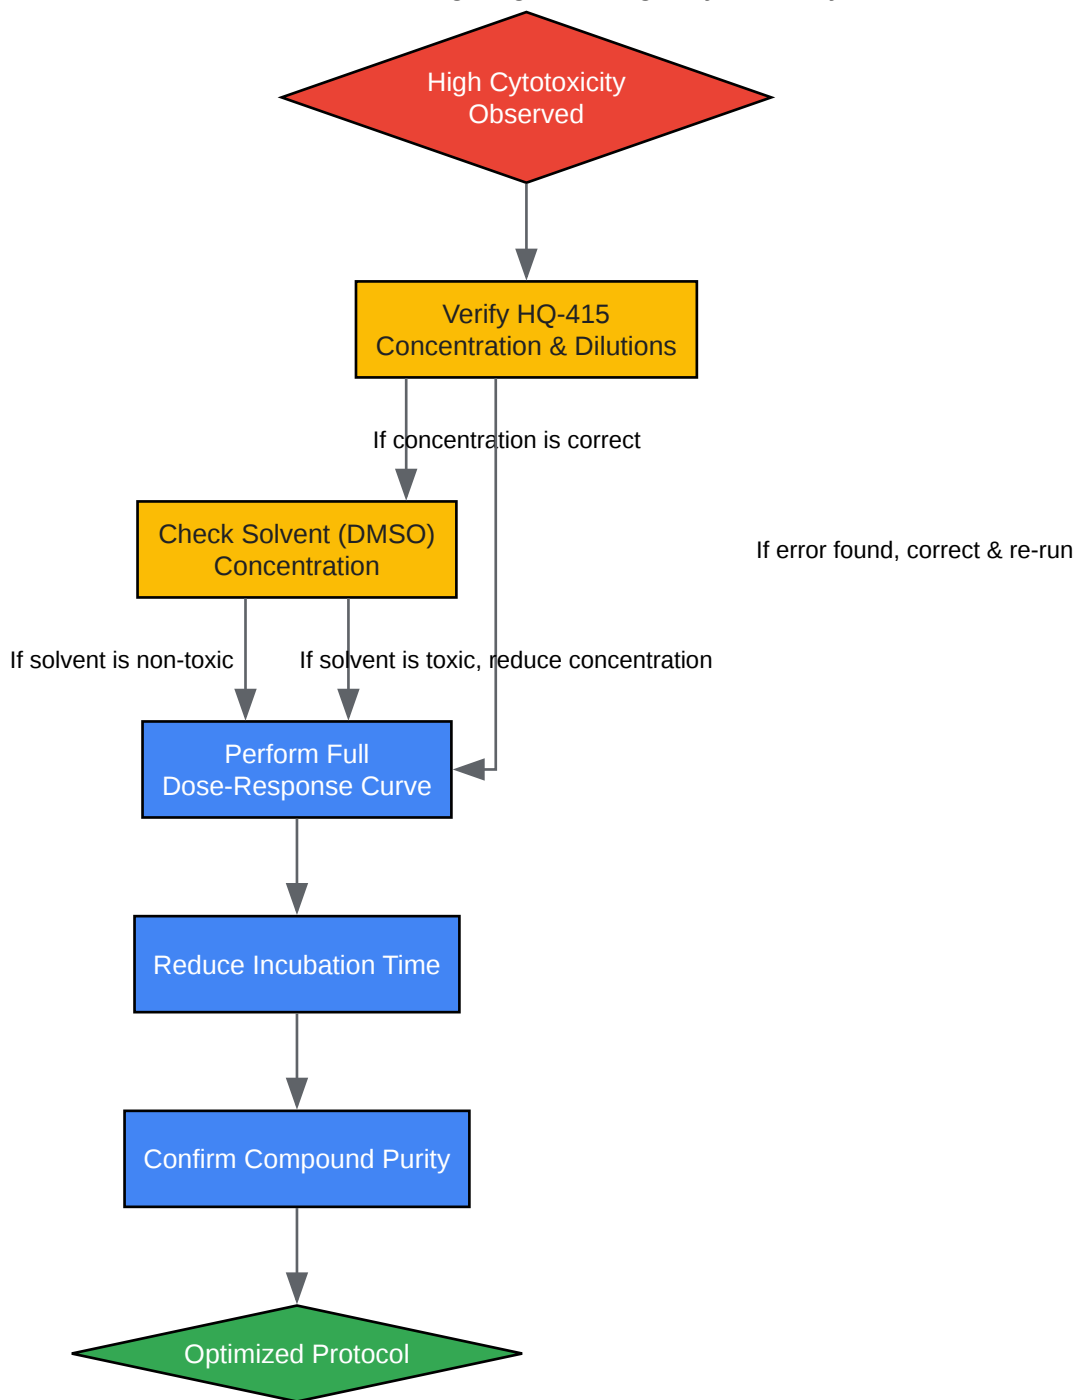 High Cytotoxicity
Observed
Verify HQ-415
Concentration & Dilutions
If concentration is correct
Check Solvent (DMSO)
Concentration
If error found, correct & re-run
If solvent is non-toxic
If solvent is toxic, reduce concentration
Perform Full
Dose-Response Curve
Reduce Incubation Time
Confirm Compound Purity
Optimized Protocol